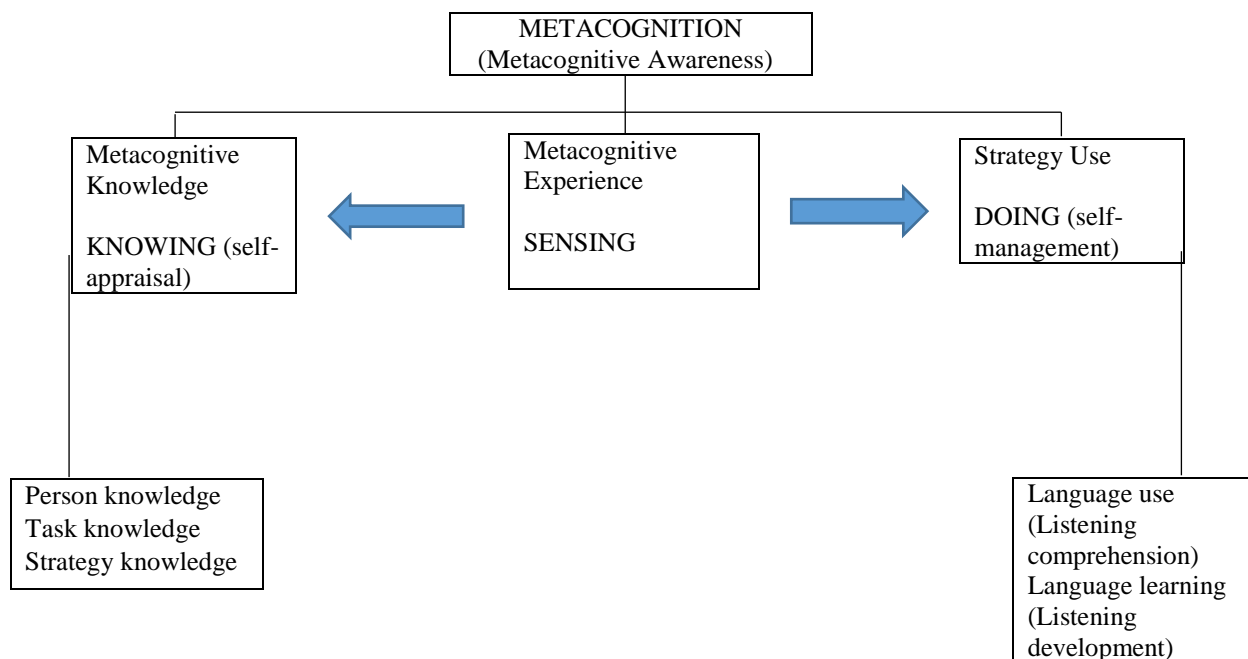 METACOGNITION
(Metacognitive Awareness)
Metacognitive
Knowledge
KNOWING (self-
appraisal)
Metacognitive
Experience
SENSING
Strategy Use
DOING (self-
management)
Person knowledge
Task knowledge
Strategy knowledge
Language use
(Listening
comprehension)
Language learning
(Listening
development)